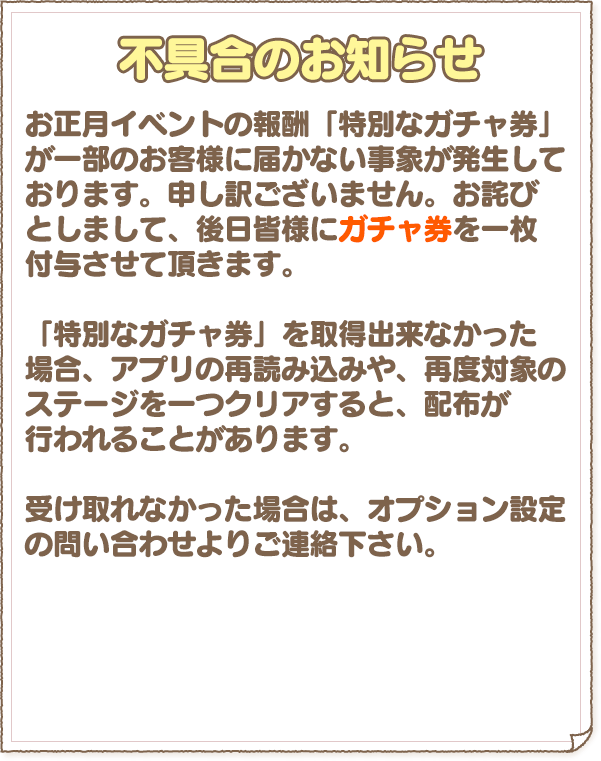 不具合のお知らせ
お正月イベントの報酬「特別なガチャ券」
が一部のお客様に届かない事象が発生して
おります。申し訳ございません。お詫び
としまして、後日皆様にガチャ券を一枚
付与させて頂きます。
「特別なガチャ券」を取得出来なかった
場合、アプリの再読み込みや、再度対象の
ステージを一つクリアすると、配布が
行われることがあります。
受け取れなかった場合は、オプション設定
の問い合わせよりご連絡下さい。